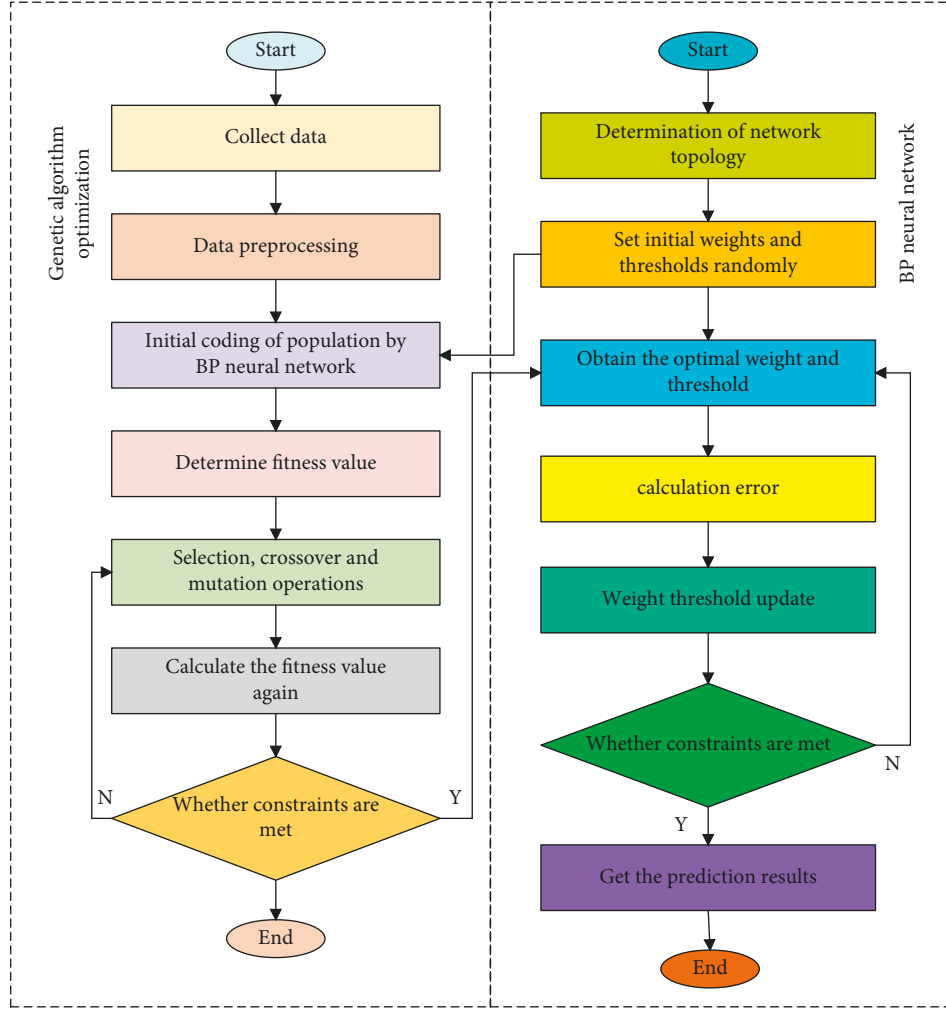 Genetic algorithm
optimization
Start
Collect data
Data preprocessing
Initial coding of population by
BP neural network
Determine fitness value
Selection, crossover and
mutation operations
Calculate the fitness value
again
Whether constraints are
met
N
Y
End
BP neural network
Start
Determination of network
topology
Set initial weights and
thresholds randomly
Obtain the optimal weight and
threshold
calculation error
Weight threshold update
Whether constraints are met
N
Y
Get the prediction results
End